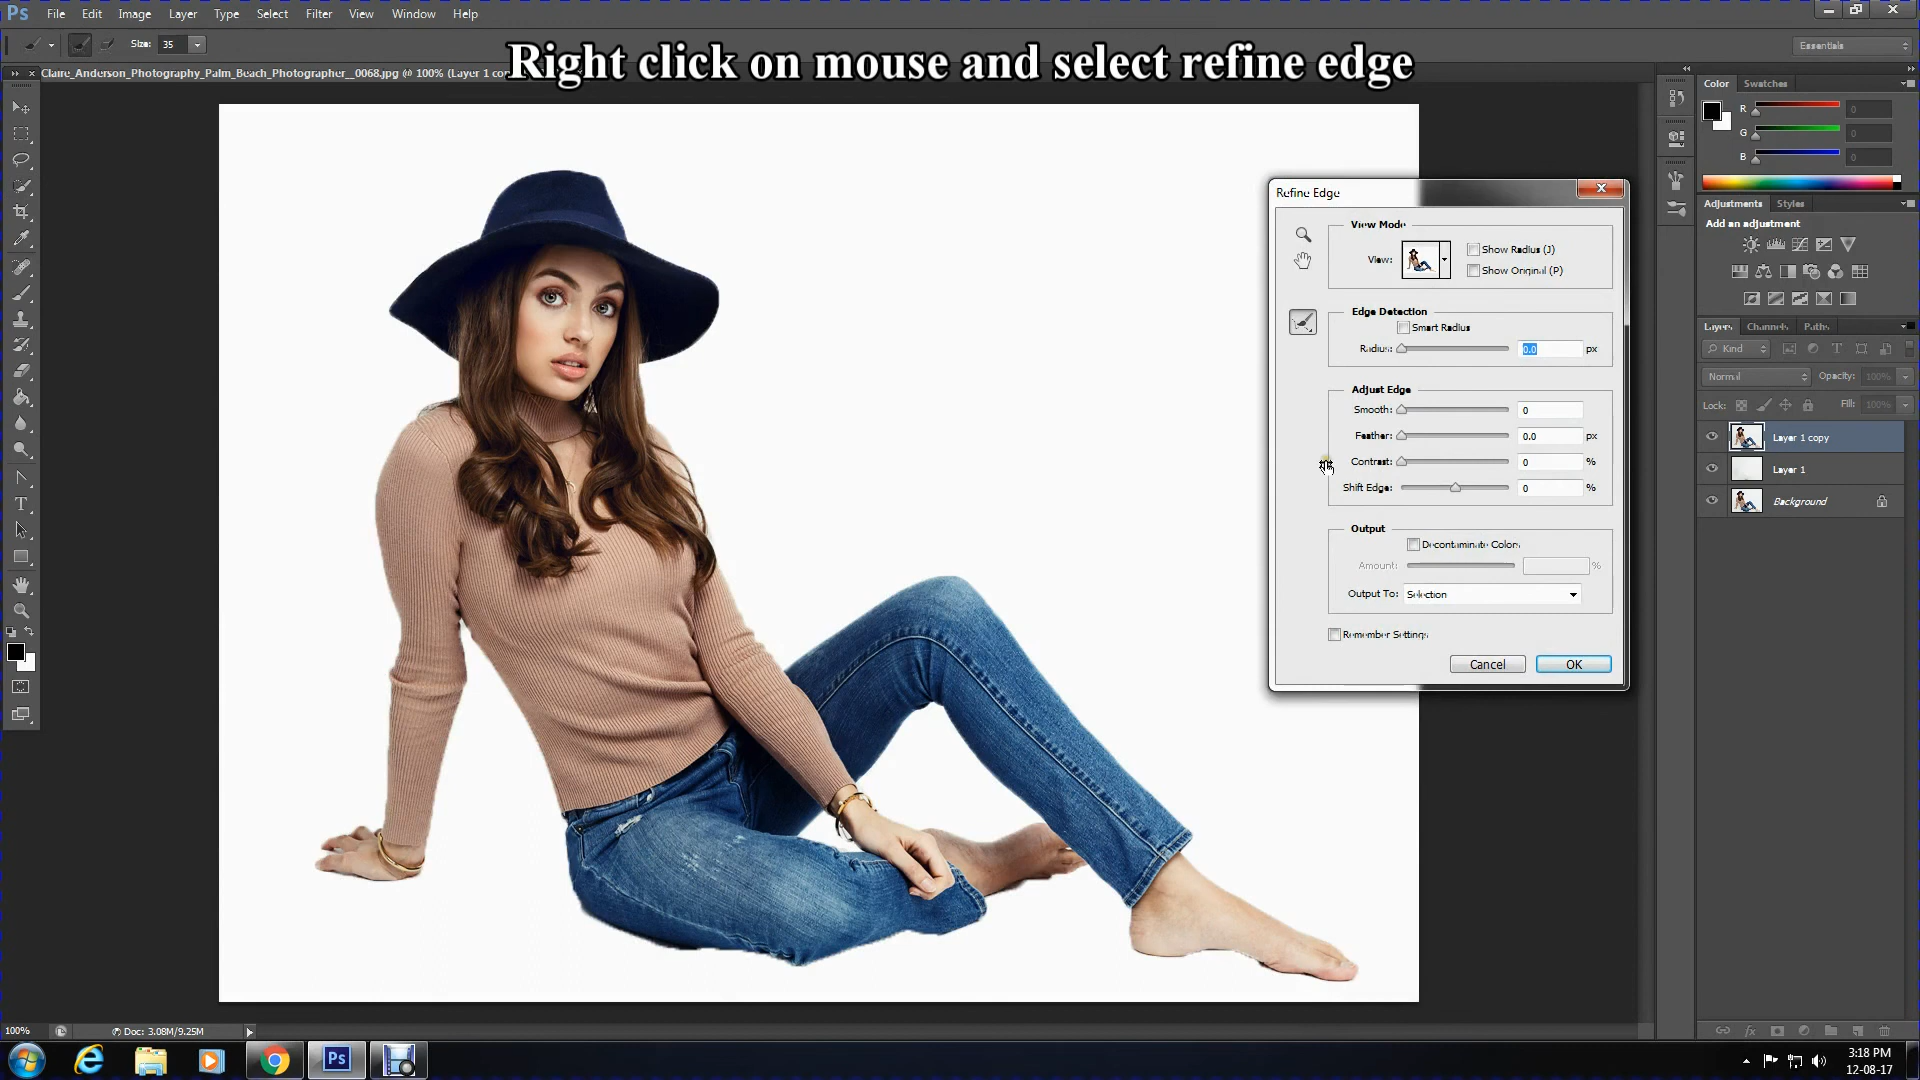 Ps File Edit Image Layer Type Select Filter View Window Help
Size: 35
Essentials
Right click on mouse and select refine edge
Claire_Anderson_Photography_Palm_Beach_Photographer__0068.jpg @ 100% (Layer 1 co
Color Swatches
R 0
G 0
B 0
Adjustments Styles
Add an adjustment
Layers Channels Paths
Kind
Normal Opacity: 100%
Lock: Fill: 100%
Layer 1 copy
Layer 1
Background
Refine Edge
View Mode
View:
Show Radius (J)
Show Original (P)
Edge Detection
Smart Radius
Radius: 0.0 px
Adjust Edge
Smooth: 0
Feather: 0.0 px
Contrast: 0 %
Shift Edge: 0 %
Output
Decontaminate Colors
Amount: %
Output To: Selection
Remember Settings
Cancel OK
100% Doc: 3.08M/9.25M
Ps
3:18 PM
12-08-17